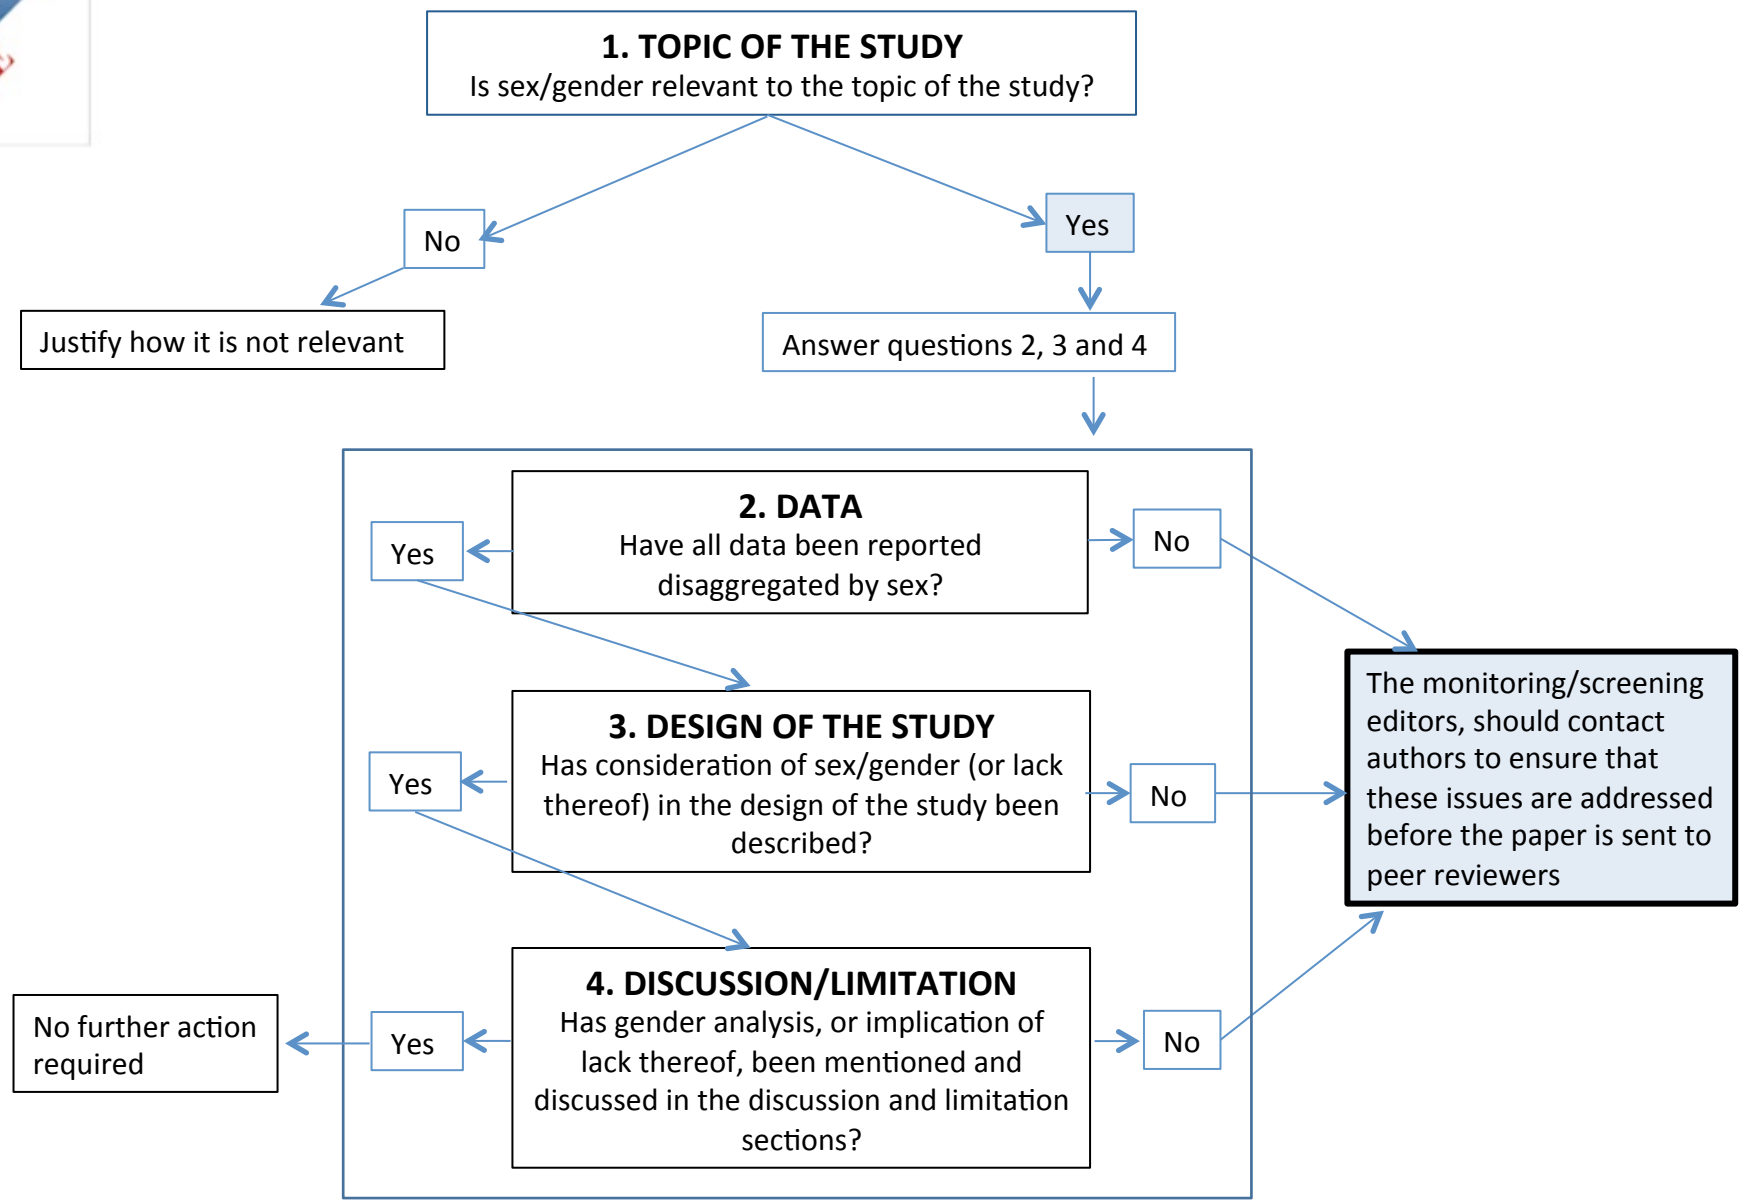 1. TOPIC OF THE STUDY
Is sex/gender relevant to the topic of the study?
No
Yes
Justify how it is not relevant
Answer questions 2, 3 and 4
2. DATA
Have all data been reported
disaggregated by sex?
Yes
No
3. DESIGN OF THE STUDY
Has consideration of sex/gender (or lack
thereof) in the design of the study been
described?
Yes
No
The monitoring/screening
editors, should contact
authors to ensure that
these issues are addressed
before the paper is sent to
peer reviewers
4. DISCUSSION/LIMITATION
Has gender analysis, or implication of
lack thereof, been mentioned and
discussed in the discussion and limitation
sections?
Yes
No
No further action
required